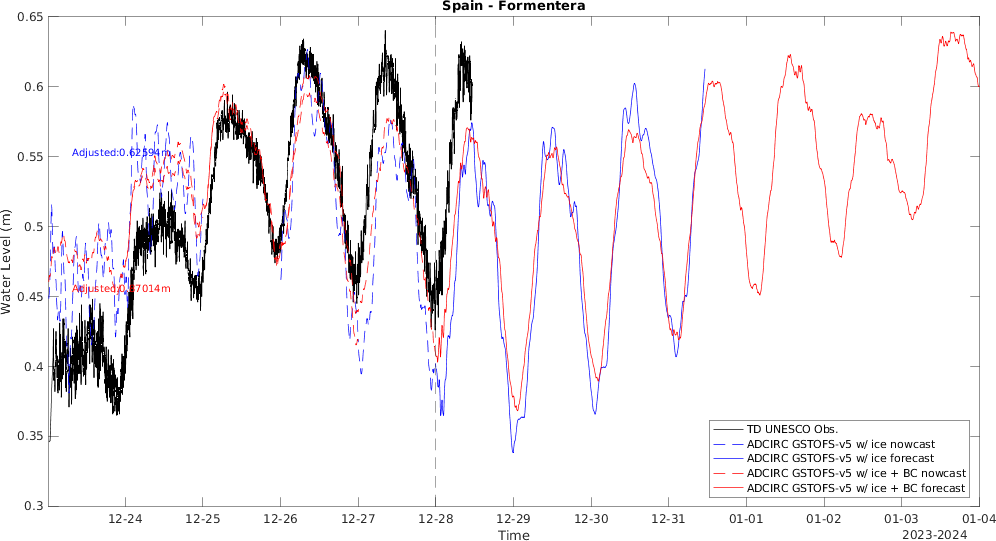 Spain - Formentera
0.65
0.6
0.55
0.5
0.45
0.4
0.35
0.3
Water Level (m)
Adjusted:0.62594m
12-24
12-25
12-26
12-27
12-28
12-29
12-30
12-31
01-01
01-02
01-03
01-04
Time
2023-2024
TD UNESCO Obs.
ADCIRC GSTOFS-v5 w/ ice nowcast
ADCIRC GSTOFS-v5 w/ ice forecast
ADCIRC GSTOFS-v5 w/ ice + BC nowcast
ADCIRC GSTOFS-v5 w/ ice + BC forecast